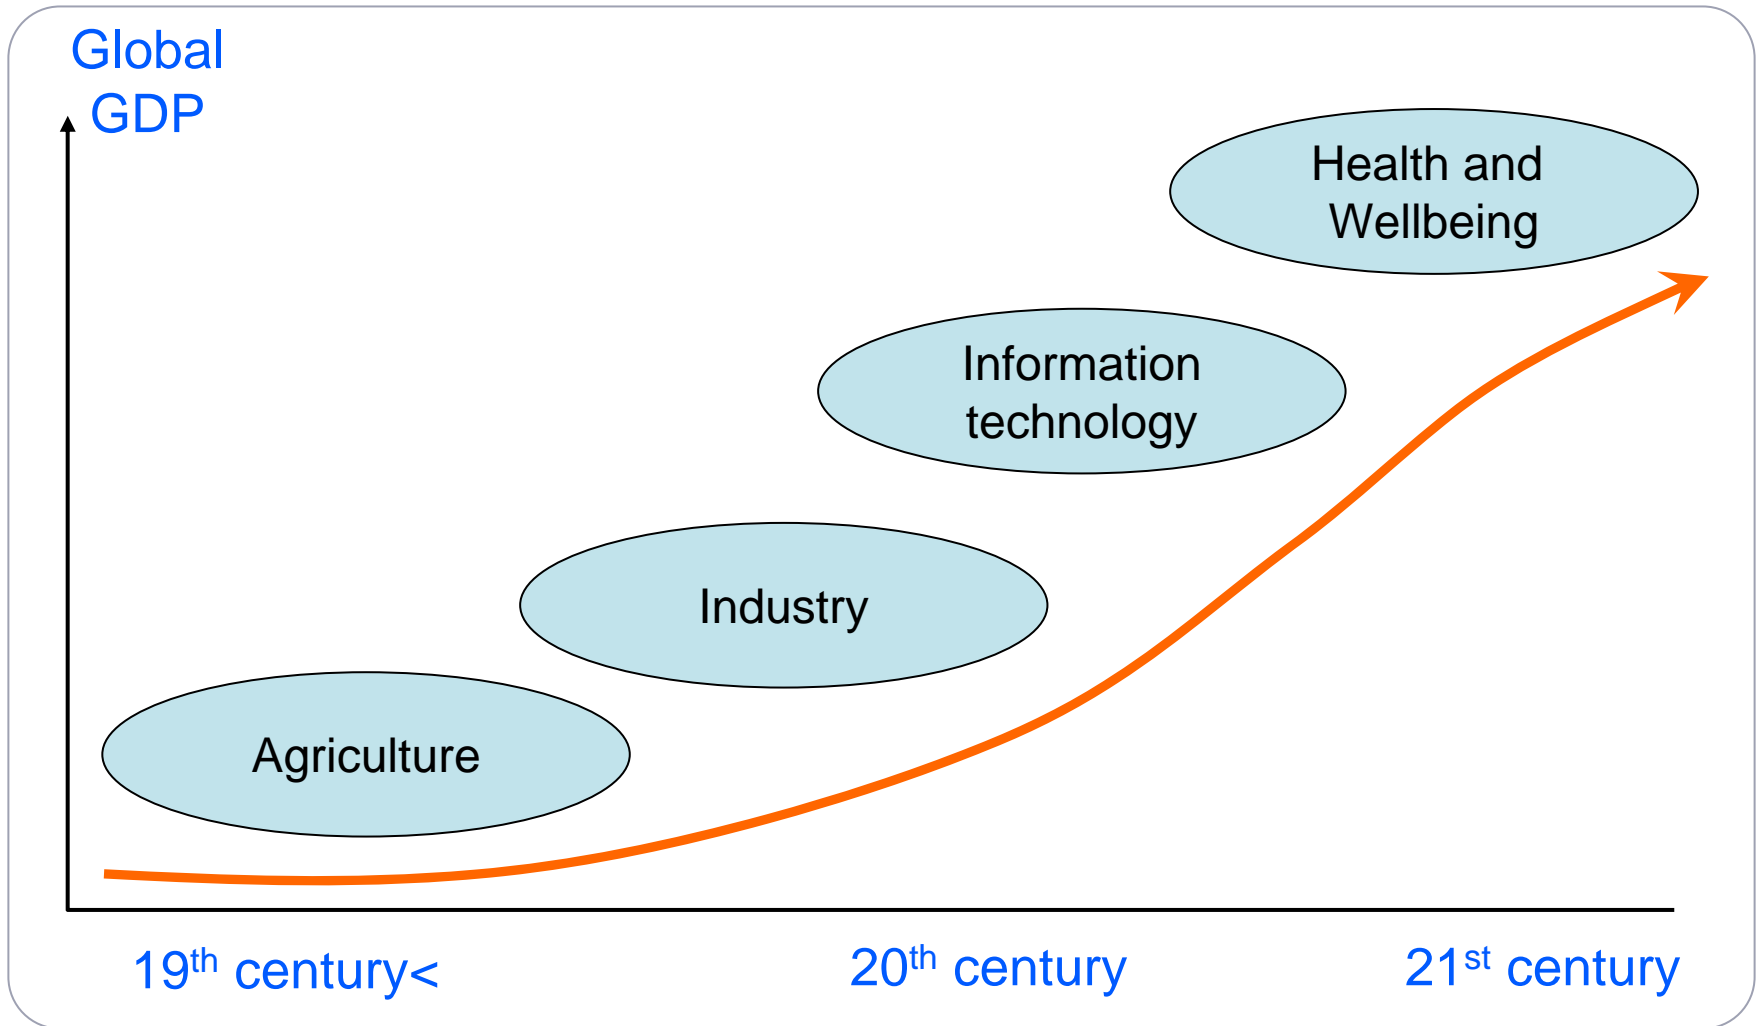 Global
GDP
Health and
Wellbeing
Information
technology
Industry
Agriculture
19th century<
20th century
21st century